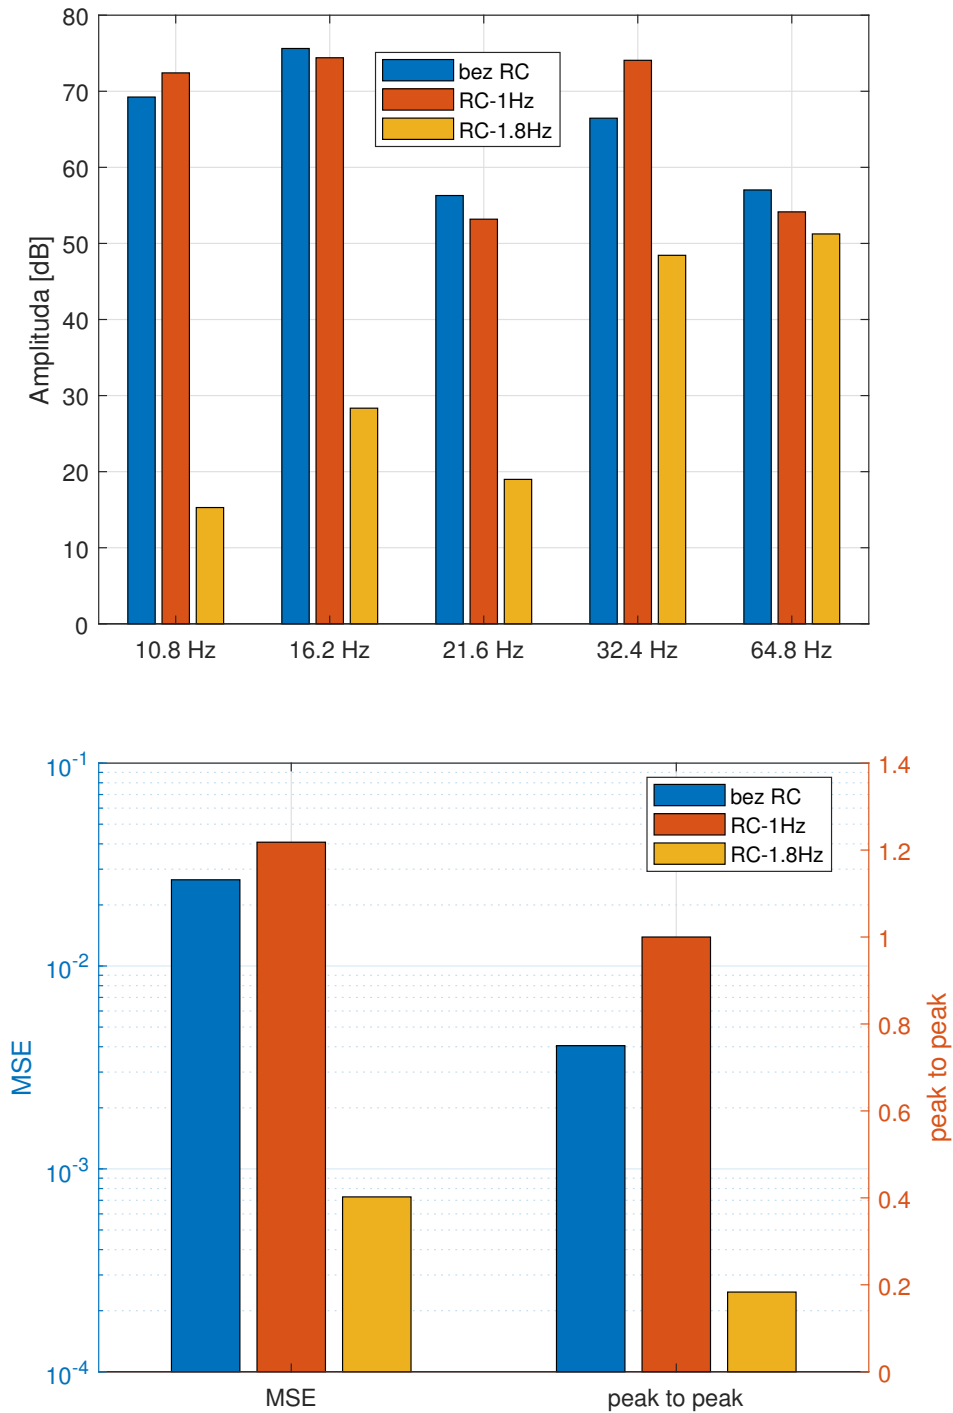 80
70
60
50
40
30
20
10
0
Amplituda [dB]
bez RC
RC-1Hz
RC-1.8Hz
10.8 Hz
16.2 Hz
21.6 Hz
32.4 Hz
64.8 Hz
10-1
10-2
10-3
10-4
MSE
bez RC
RC-1Hz
RC-1.8Hz
1.4
1.2
1
0.8
0.6
0.4
0.2
0
peak to peak
MSE
peak to peak